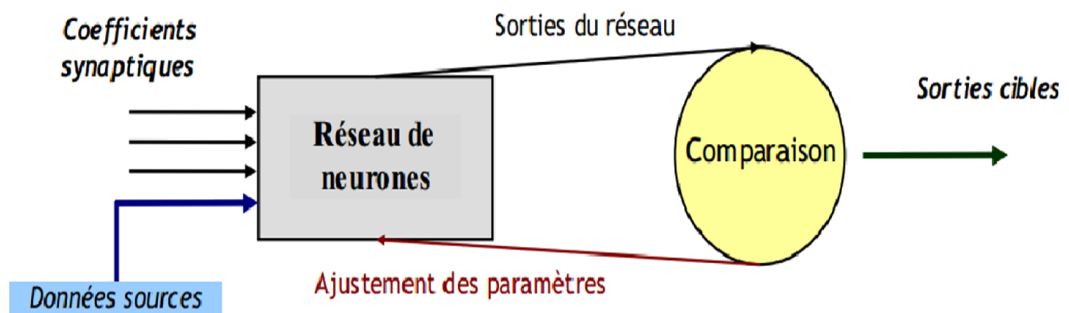 Coefficients
synaptiques
Sorties du réseau
Sorties cibles
Réseau de
neurones
Comparaison
Ajustement des paramètres
Données sources